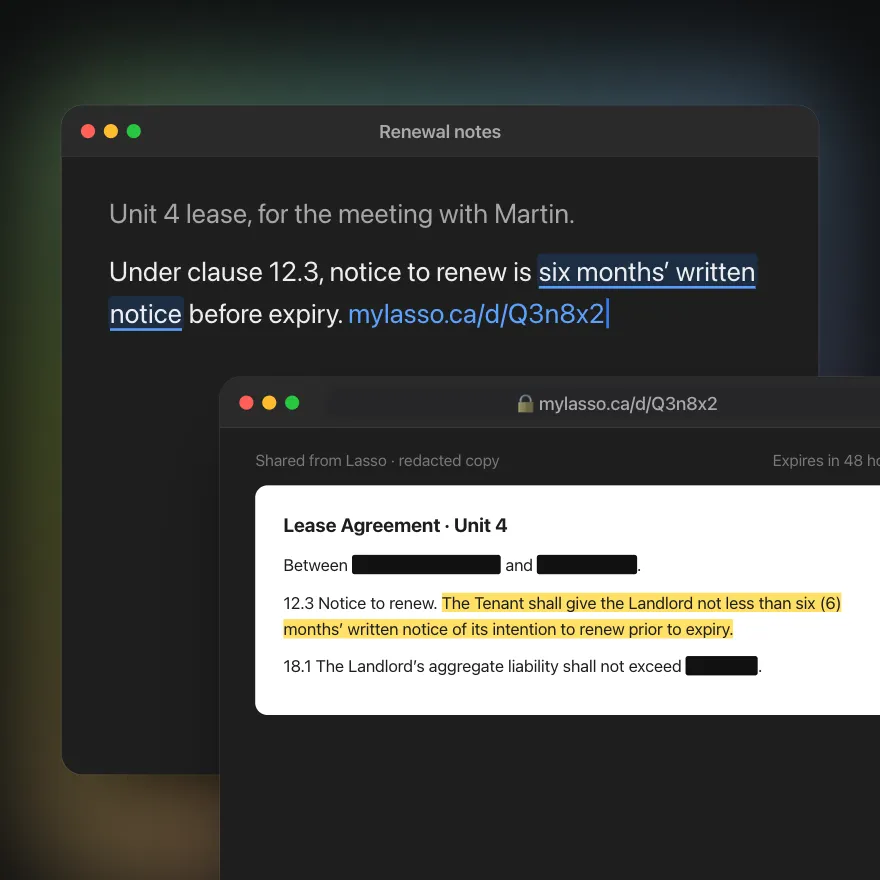 Renewal notes
Unit 4 lease, for the meeting with Martin.
Under clause 12.3, notice to renew is six months’ written
notice before expiry. mylasso.ca/d/Q3n8x2
mylasso.ca/d/Q3n8x2
Shared from Lasso · redacted copy
Expires in 48
Lease Agreement · Unit 4
Between and .
12.3 Notice to renew. The Tenant shall give the Landlord not less than six (6)
months’ written notice of its intention to renew prior to expiry.
18.1 The Landlord’s aggregate liability shall not exceed .